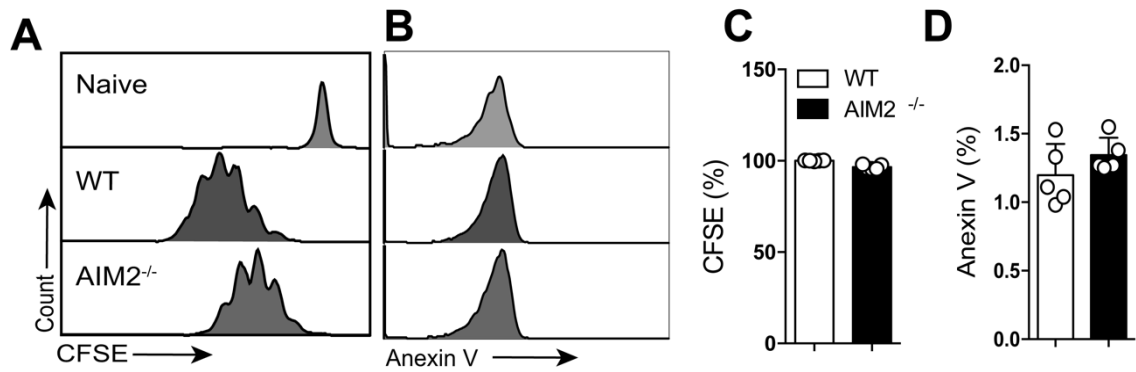 A
Naive
WT
AIM2-/-
Count
CFSE
B
Anexin V
C
CFSE (%)
150
100
50
0
WT
AIM2 -/-
D
Anexin V (%)
2.0
1.5
1.0
0.5
0.0